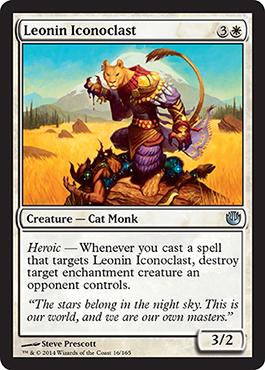 Leonin Iconoclast 3
Creature — Cat Monk
Heroic — Whenever you cast a spell
that targets Leonin Iconoclast, destroy
target enchantment creature an
opponent controls.
“The stars belong in the night sky. This is
our world, and we are our own masters.”
Steve Prescott
™ & © 2014 Wizards of the Coast 16/165
3/2